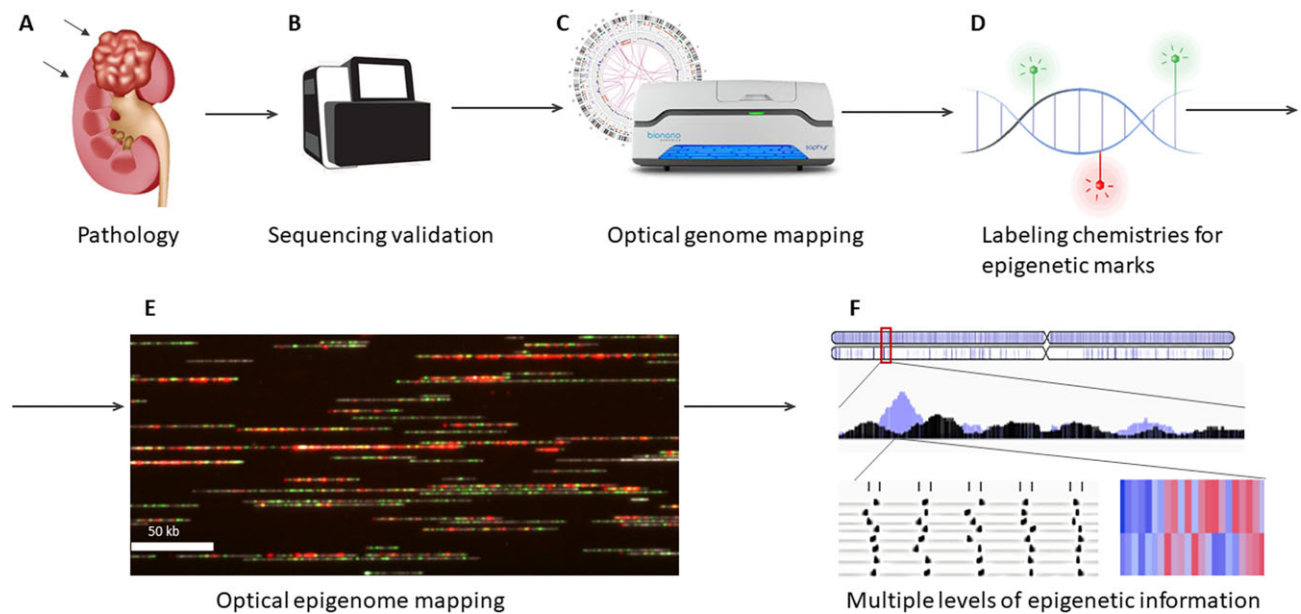 A
B
C
D
bionano
saphyr
Pathology
Sequencing validation
Optical genome mapping
Labeling chemistries for
epigenetic marks
E
F
50 kb
Optical epigenome mapping
Multiple levels of epigenetic information